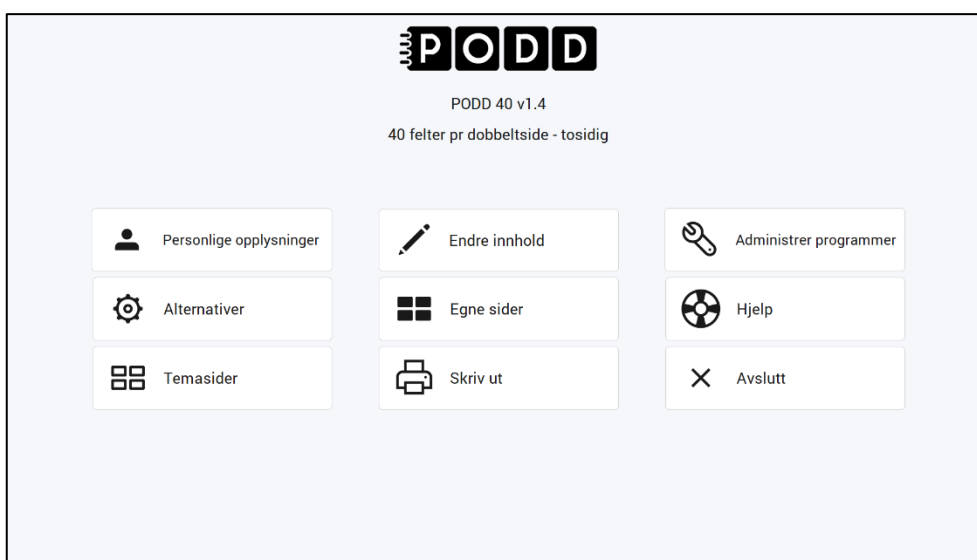 PODD
PODD 40 v1.4
40 felter pr dobbeltside - tosidig
Personlige opplysninger
Endre innhold
Administrer programmer
Alternativer
Egne sider
Hjelp
Temasider
Skriv ut
Avslutt